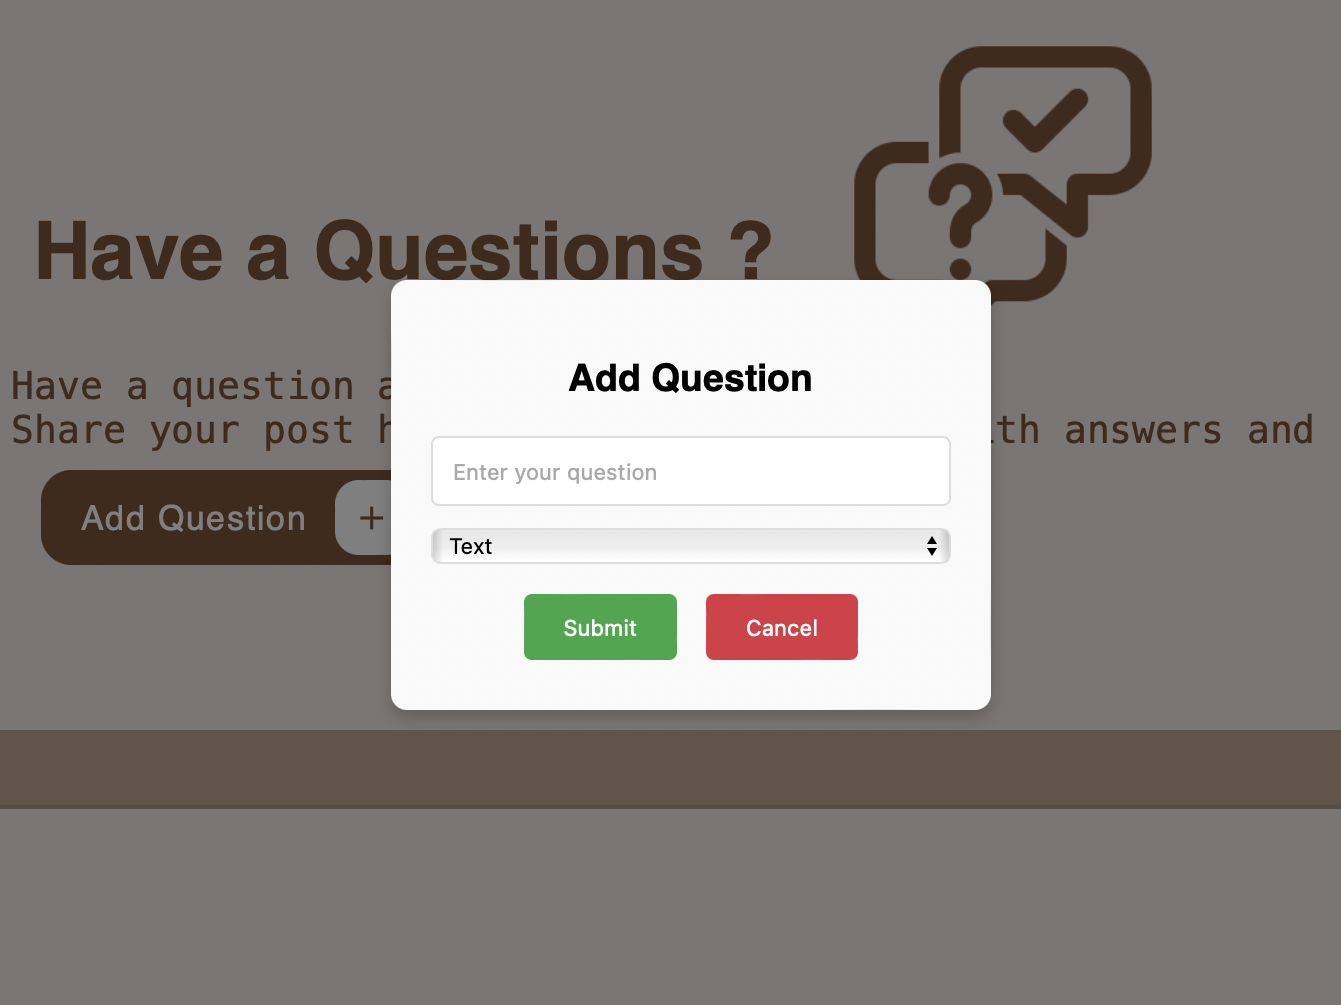 Have a Questions ?
Have a question
Share your post
answers and
Add Question +
Add Question
Enter your question
Text
Submit
Cancel